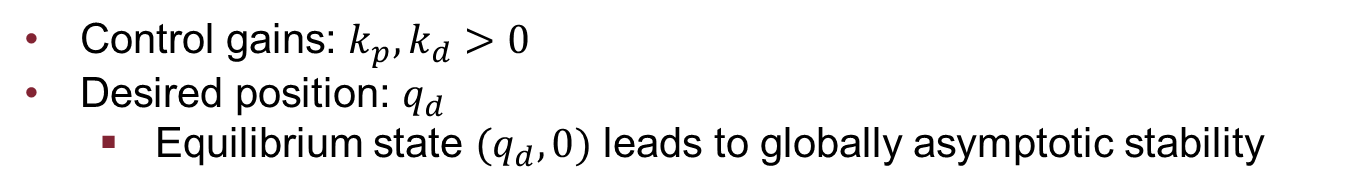 • Control gains: $k_p, k_d > 0$
• Desired position: $q_d$
▪ Equilibrium state $(q_d, 0)$ leads to globally asymptotic stability